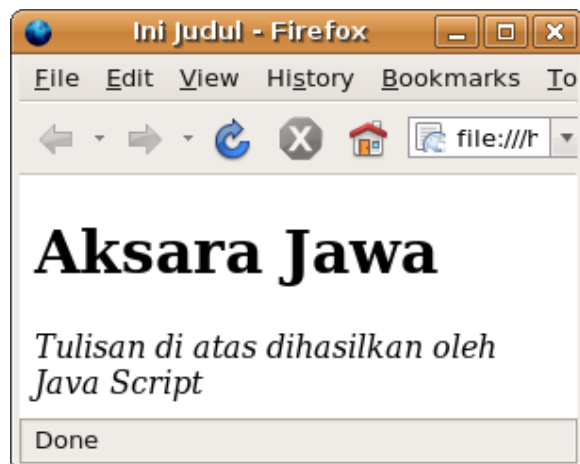 Ini Judul - Firefox
File Edit View History Bookmarks To
file:///h
Aksara Jawa
Tulisan di atas dihasilkan oleh
Java Script
Done